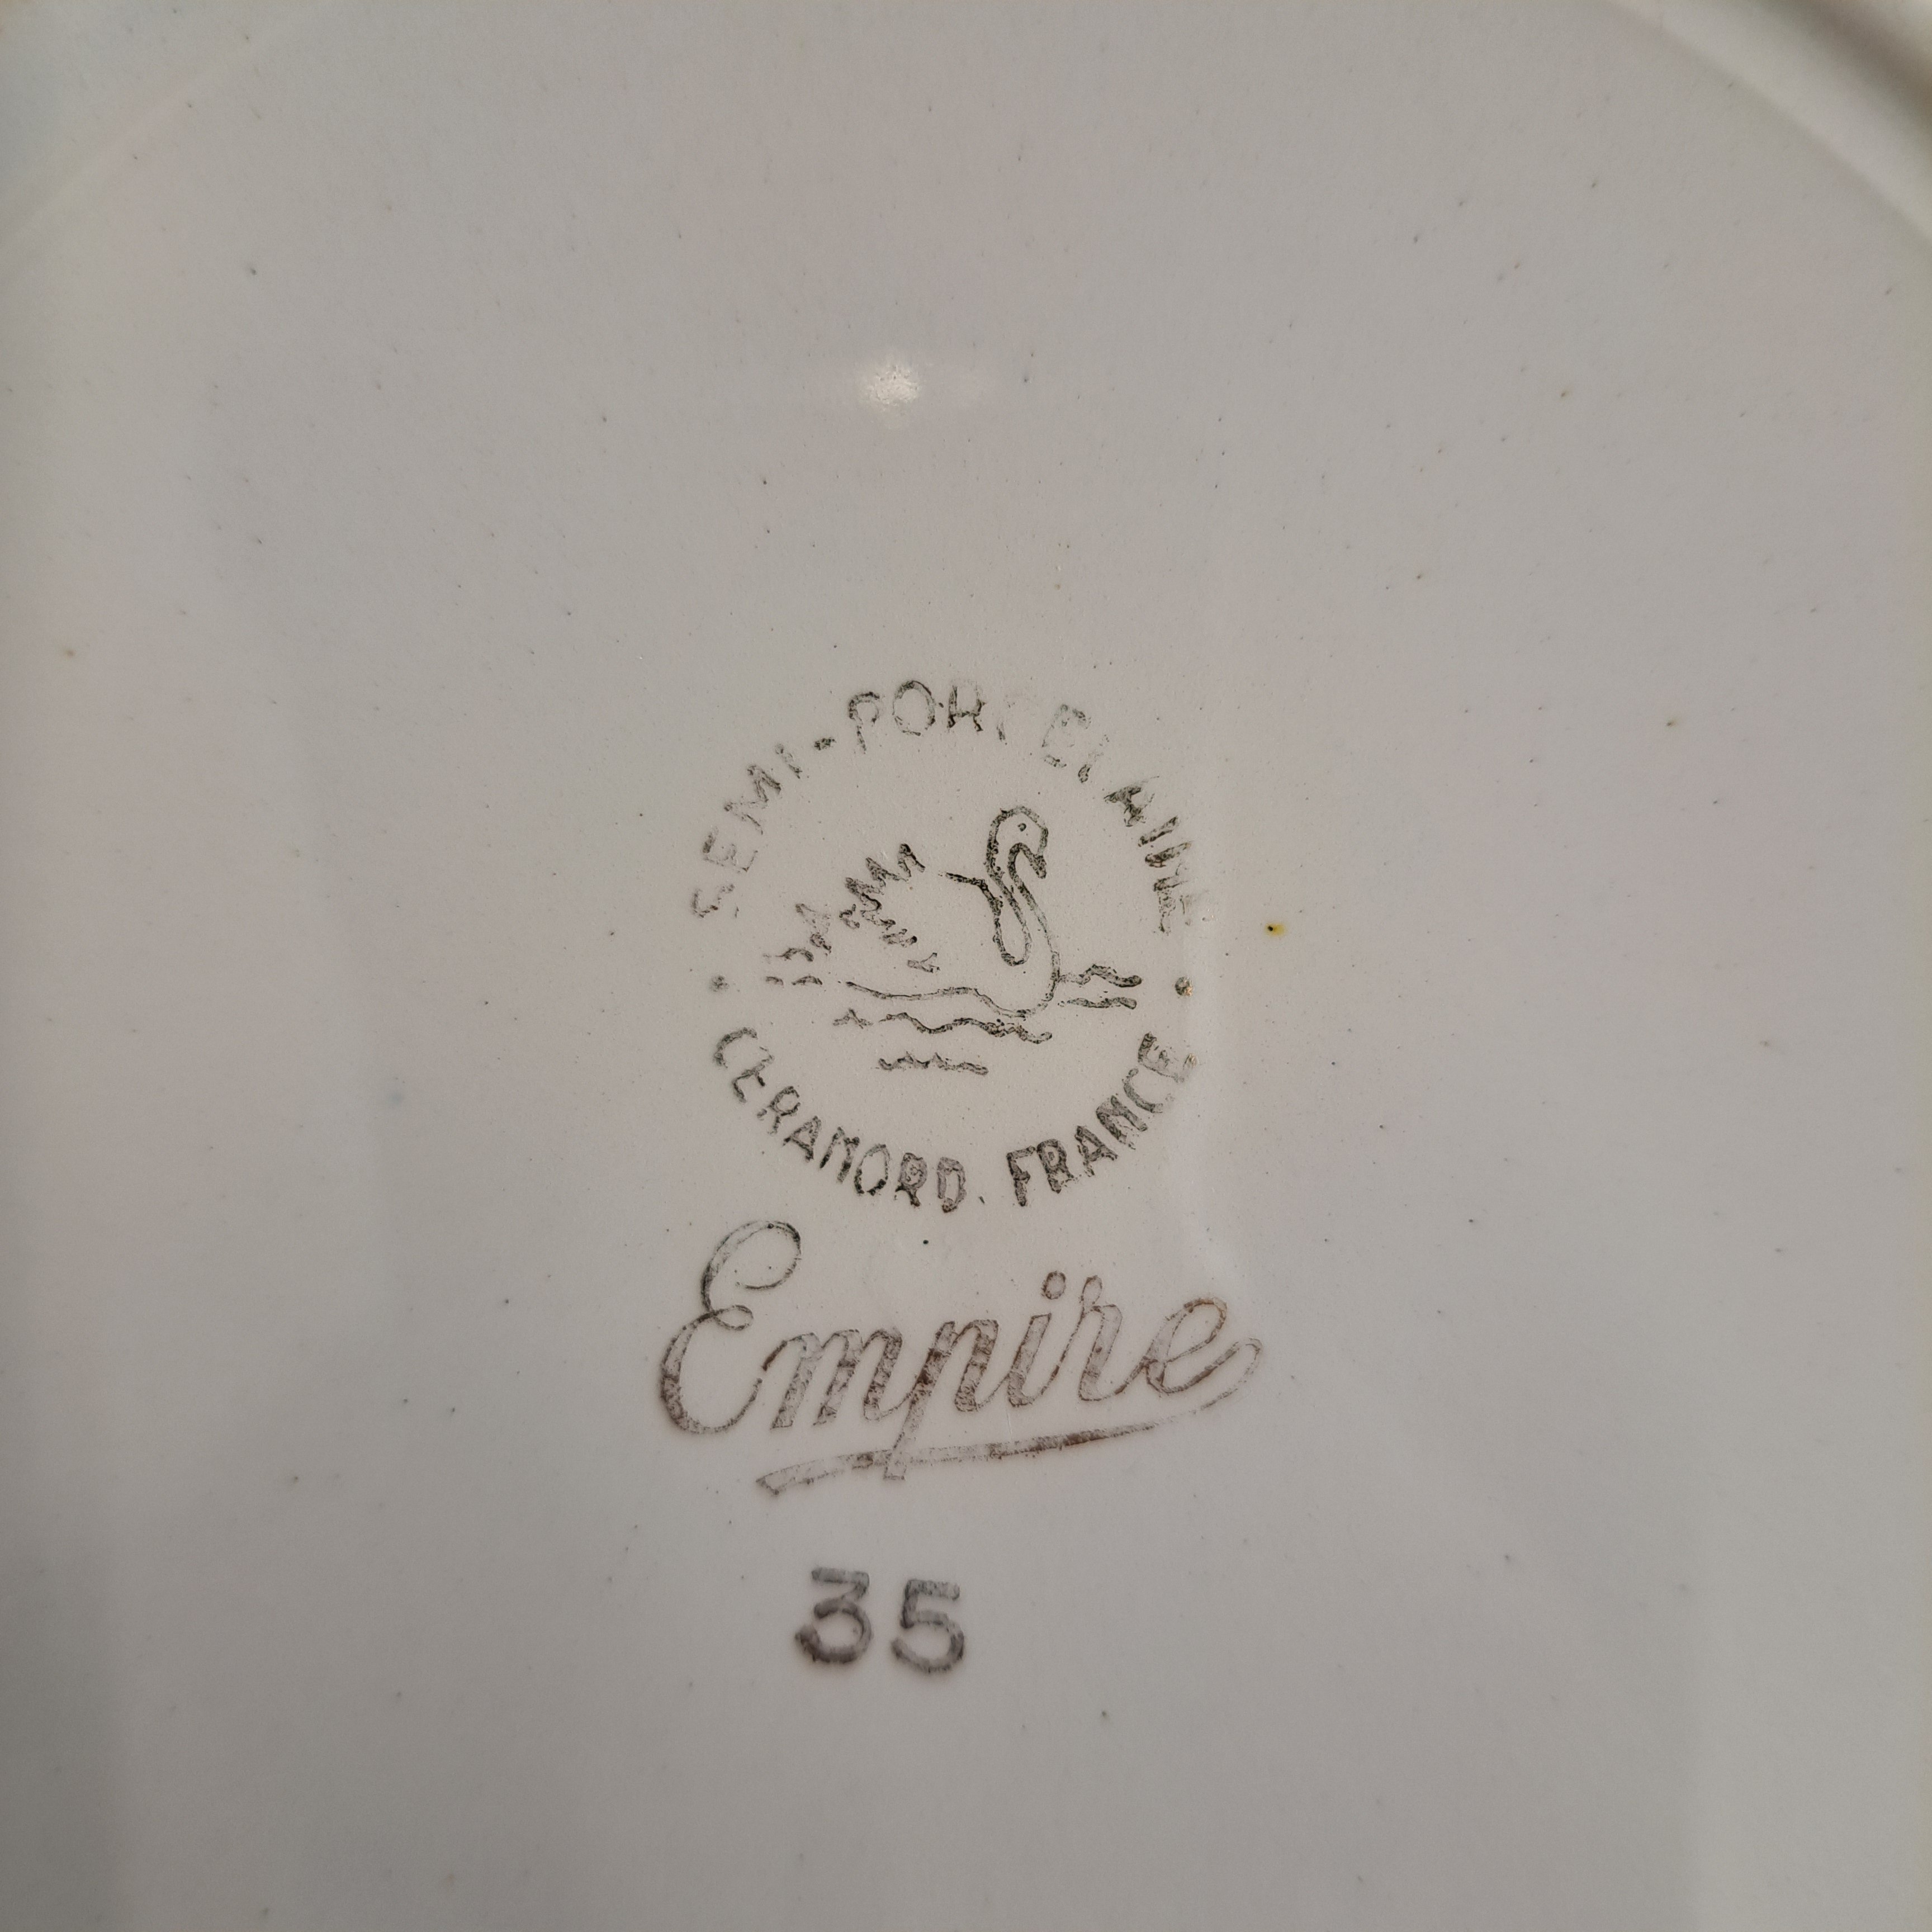 SEMI-PORCELAINE
CERANORD. FRANCE
Empire
35